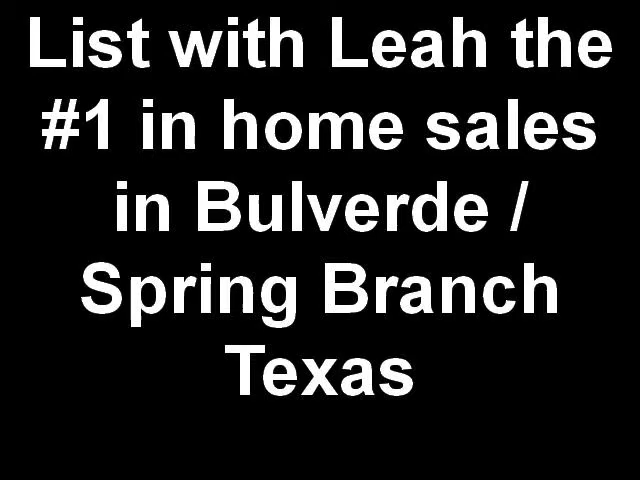 List with Leah the
#1 in home sales
in Bulverde /
Spring Branch
Texas